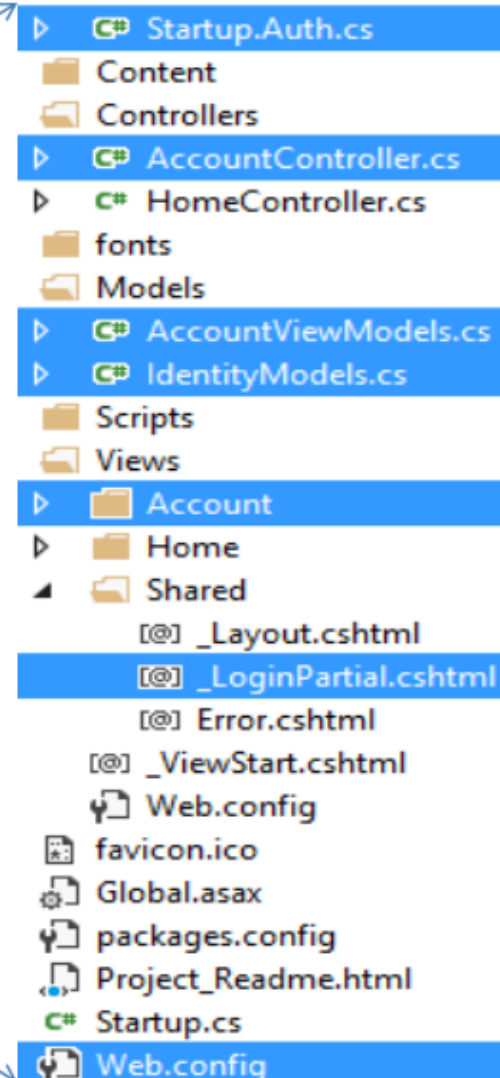 C# Startup.Auth.cs
Content
Controllers
C# AccountController.cs
C# HomeController.cs
fonts
Models
C# AccountViewModels.cs
C# IdentityModels.cs
Scripts
Views
Account
Home
Shared
[@] _Layout.cshtml
[@] _LoginPartial.cshtml
[@] Error.cshtml
[@] _ViewStart.cshtml
Web.config
favicon.ico
Global.asax
packages.config
Project_Readme.html
C# Startup.cs
Web.config